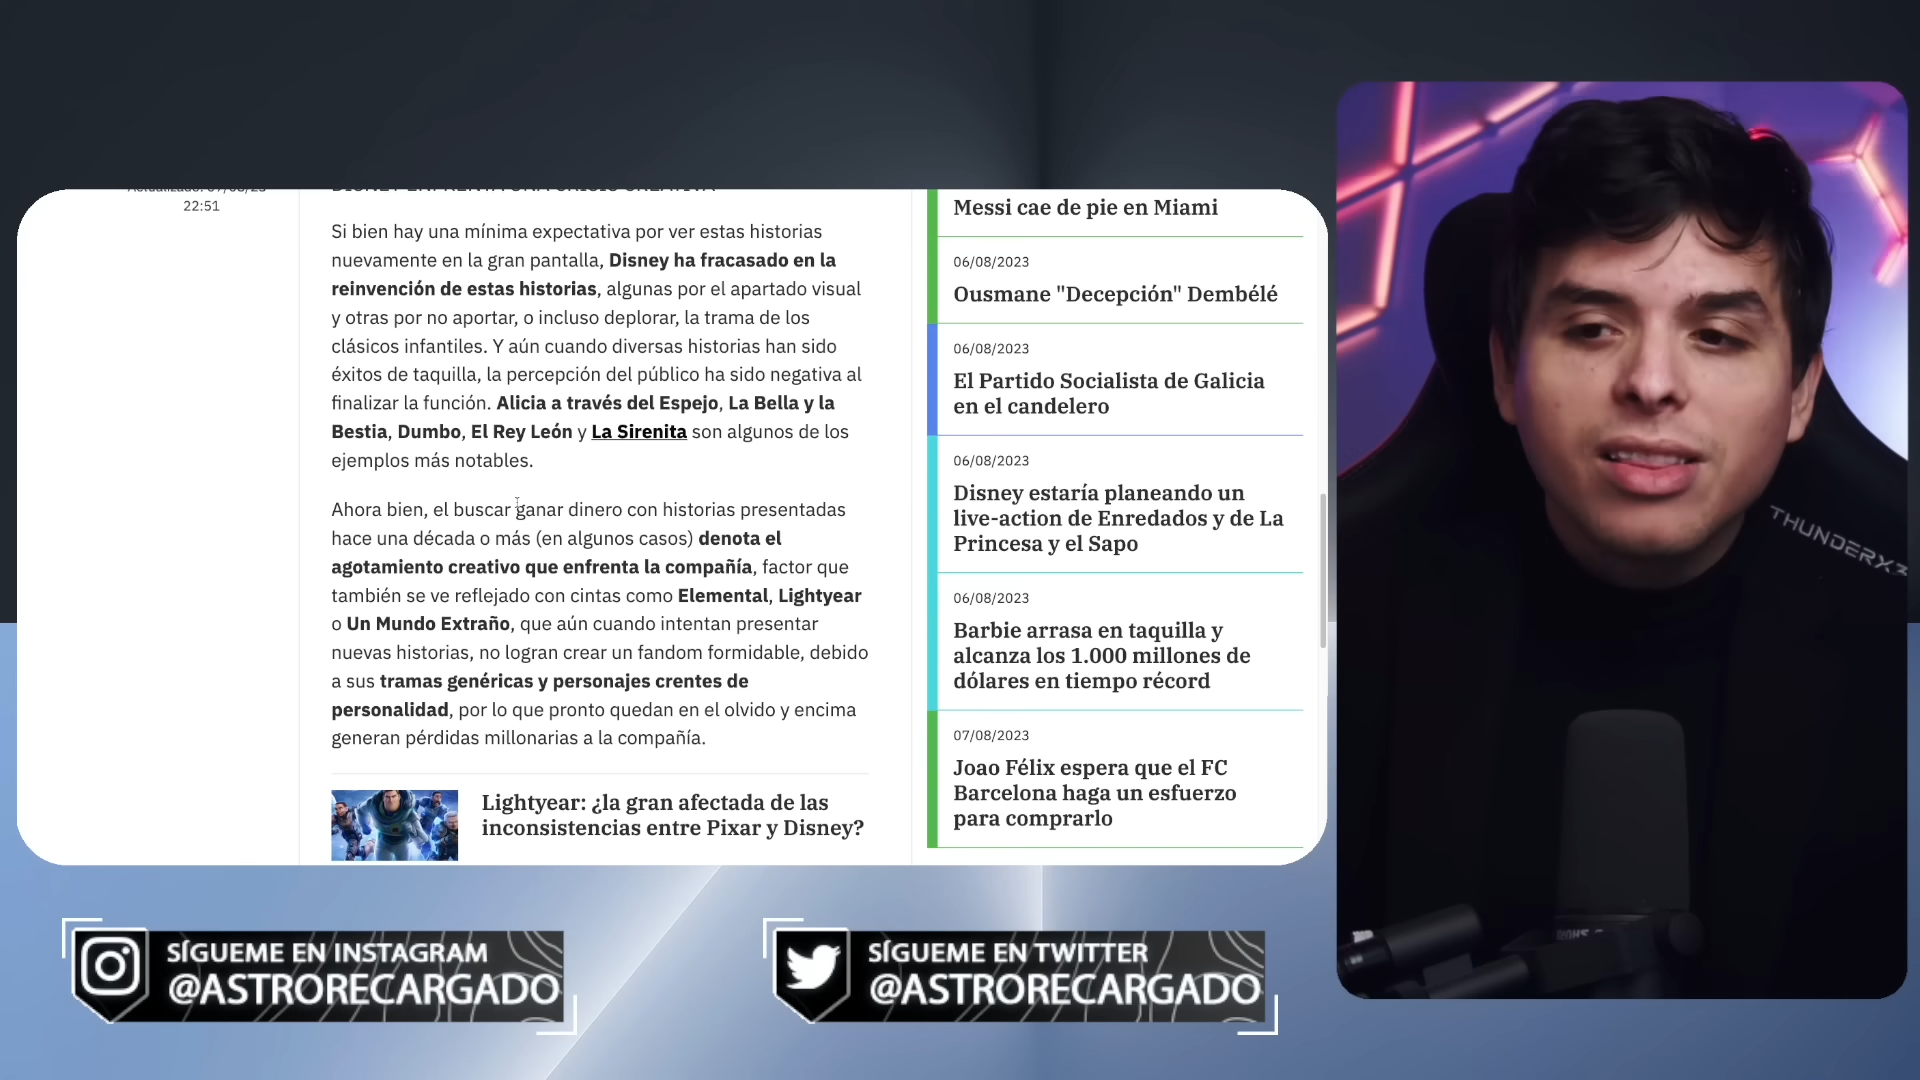 Actualizado: 07/08/23
22:51
DISNEY ENFRENTA UNA CRISIS CREATIVA
Si bien hay una mínima expectativa por ver estas historias
nuevamente en la gran pantalla, Disney ha fracasado en la
reinvención de estas historias, algunas por el apartado visual
y otras por no aportar, o incluso deplorar, la trama de los
clásicos infantiles. Y aún cuando diversas historias han sido
éxitos de taquilla, la percepción del público ha sido negativa al
finalizar la función. Alicia a través del Espejo, La Bella y la
Bestia, Dumbo, El Rey León y La Sirenita son algunos de los
ejemplos más notables.
Ahora bien, el buscar ganar dinero con historias presentadas
hace una década o más (en algunos casos) denota el
agotamiento creativo que enfrenta la compañía, factor que
también se ve reflejado con cintas como Elemental, Lightyear
o Un Mundo Extraño, que aún cuando intentan presentar
nuevas historias, no logran crear un fandom formidable, debido
a sus tramas genéricas y personajes crentes de
personalidad, por lo que pronto quedan en el olvido y encima
generan pérdidas millonarias a la compañía.
Lightyear: ¿la gran afectada de las
inconsistencias entre Pixar y Disney?
Messi cae de pie en Miami
06/08/2023
Ousmane "Decepción" Dembélé
06/08/2023
El Partido Socialista de Galicia
en el candelero
06/08/2023
Disney estaría planeando un
live-action de Enredados y de La
Princesa y el Sapo
06/08/2023
Barbie arrasa en taquilla y
alcanza los 1.000 millones de
dólares en tiempo récord
07/08/2023
Joao Félix espera que el FC
Barcelona haga un esfuerzo
para comprarlo
THUNDERX3
SÍGUEME EN INSTAGRAM
@ASTRORECARGADO
SÍGUEME EN TWITTER
@ASTRORECARGADO